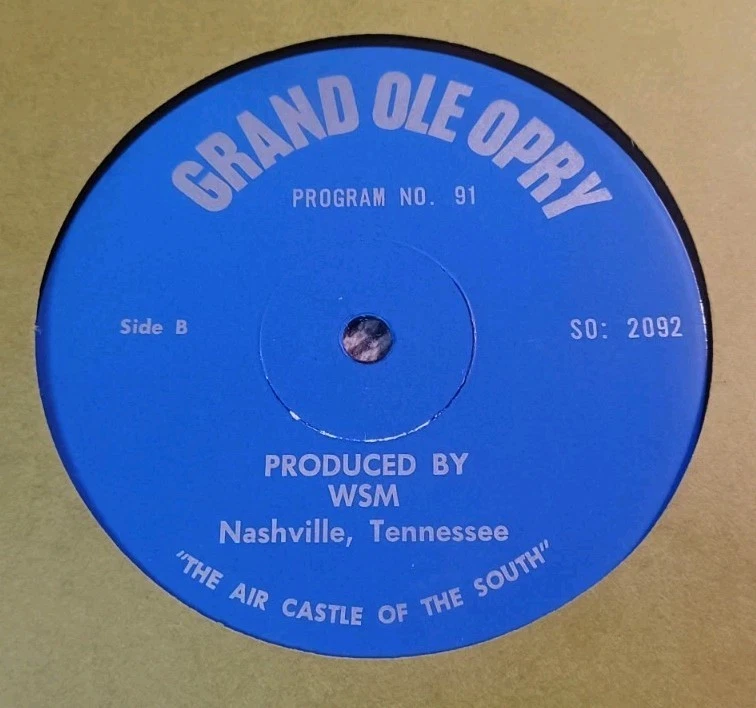 GRAND OLE OPRY
PROGRAM NO. 91
Side B
SO: 2092
PRODUCED BY
WSM
Nashville, Tennessee
"THE AIR CASTLE OF THE SOUTH"